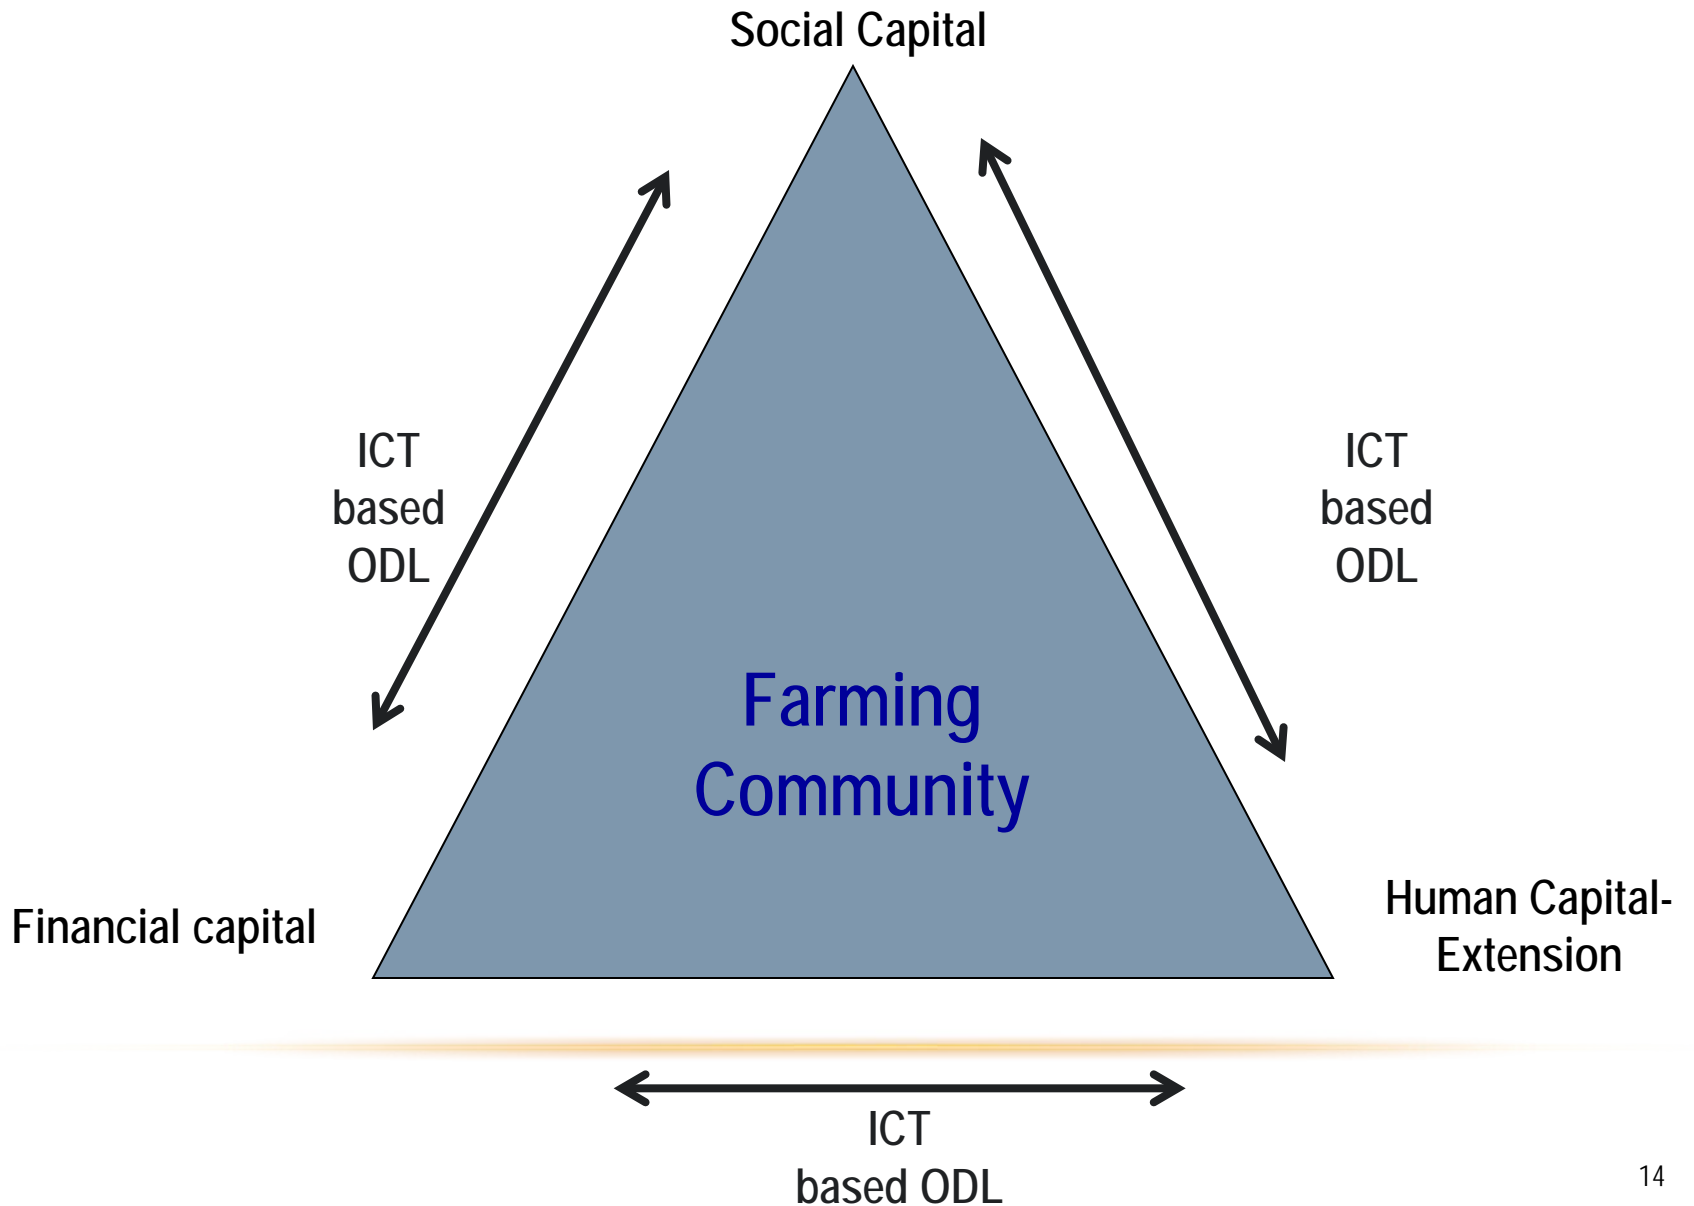 Social Capital
ICT
based
ODL
ICT
based
ODL
Farming
Community
Financial capital
Human Capital-
Extension
ICT
based ODL
14